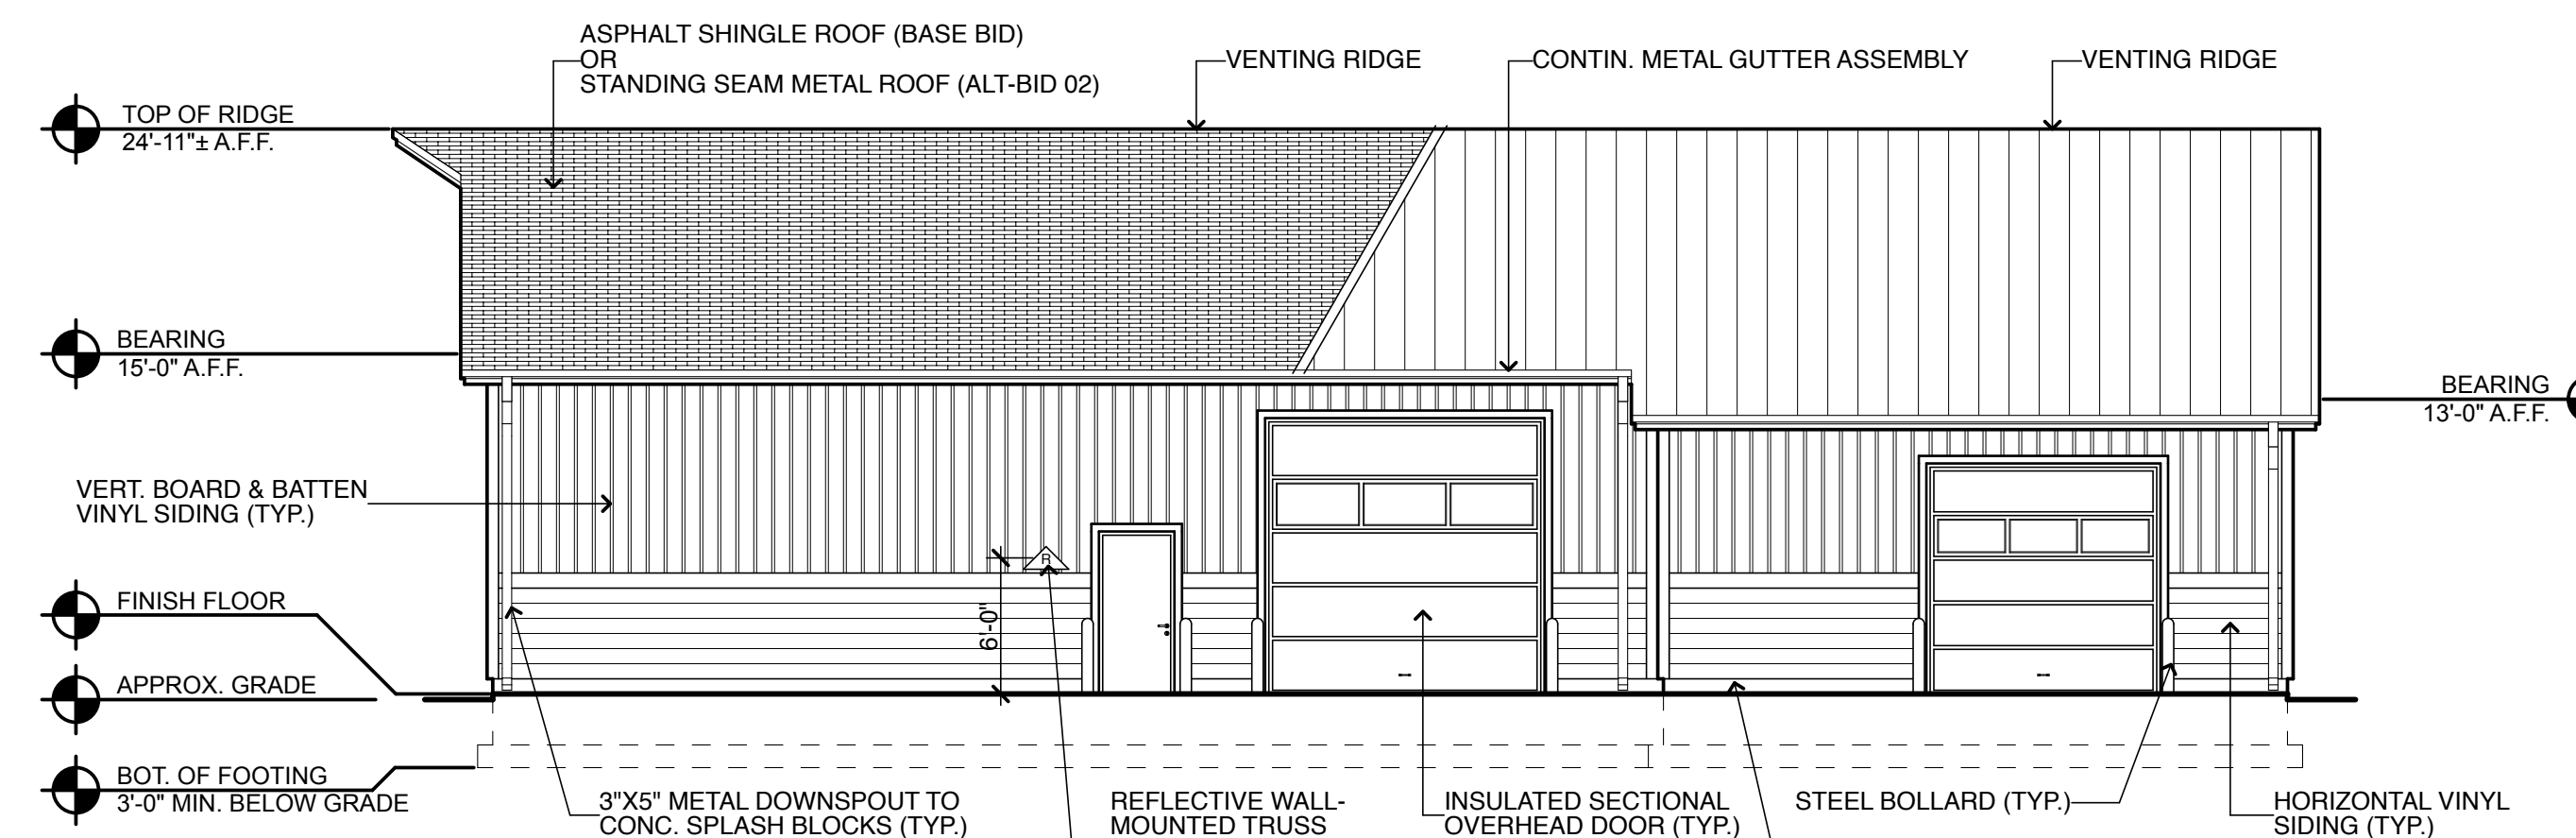 ASPHALT SHINGLE ROOF (BASE BID)
OR
STANDING SEAM METAL ROOF (ALT-BID 02)
VENTING RIDGE
CONTIN. METAL GUTTER ASSEMBLY
VENTING RIDGE
TOP OF RIDGE
24'-11"± A.F.F.
BEARING
15'-0" A.F.F.
BEARING
13'-0" A.F.F.
VERT. BOARD & BATTEN
VINYL SIDING (TYP.)
R
6'-0"
FINISH FLOOR
APPROX. GRADE
BOT. OF FOOTING
3'-0" MIN. BELOW GRADE
3"X5" METAL DOWNSPOUT TO
CONC. SPLASH BLOCKS (TYP.)
REFLECTIVE WALL-
MOUNTED TRUSS
INSULATED SECTIONAL
OVERHEAD DOOR (TYP.)
STEEL BOLLARD (TYP.)
HORIZONTAL VINYL
SIDING (TYP.)